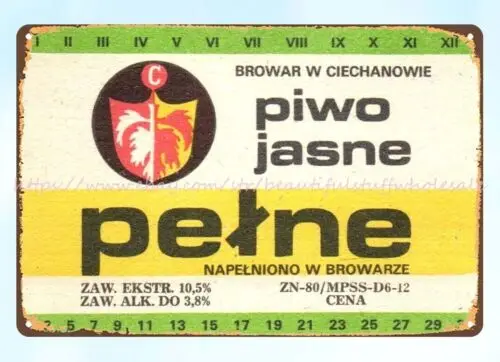 I II III IV V VI VII VIII IX X XI XII
C
BROWAR W CIECHANOWIE
piwo
jasne
pełne
NAPEŁNIONO W BROWARZE
ZAW. EKSTR. 10,5%
ZAW. ALK. DO 3,8%
ZN-80/MPSS-D6-12
CENA
3 5 7 9 11 13 15 17 19 21 23 25 27 29